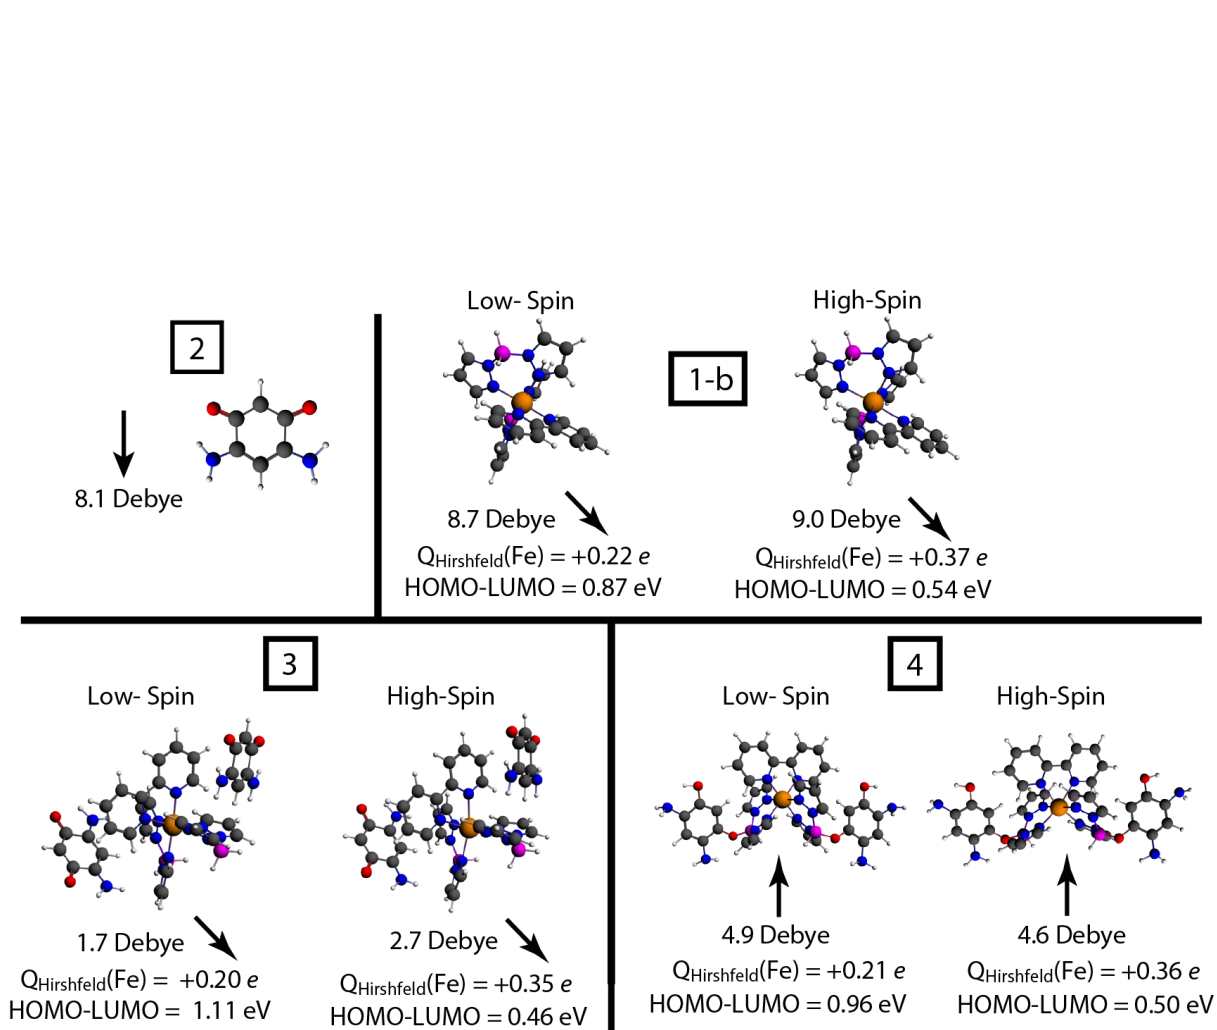 2
8.1 Debye
Low- Spin
High-Spin
1-b
8.7 Debye
QHirshfeld(Fe) = +0.22 e
HOMO-LUMO = 0.87 eV
9.0 Debye
QHirshfeld(Fe) = +0.37 e
HOMO-LUMO = 0.54 eV
3
Low- Spin
High-Spin
1.7 Debye
QHirshfeld(Fe) = +0.20 e
HOMO-LUMO = 1.11 eV
2.7 Debye
QHirshfeld(Fe) = +0.35 e
HOMO-LUMO = 0.46 eV
4
Low- Spin
High-Spin
4.9 Debye
QHirshfeld(Fe) = +0.21 e
HOMO-LUMO = 0.96 eV
4.6 Debye
QHirshfeld(Fe) = +0.36 e
HOMO-LUMO = 0.50 eV